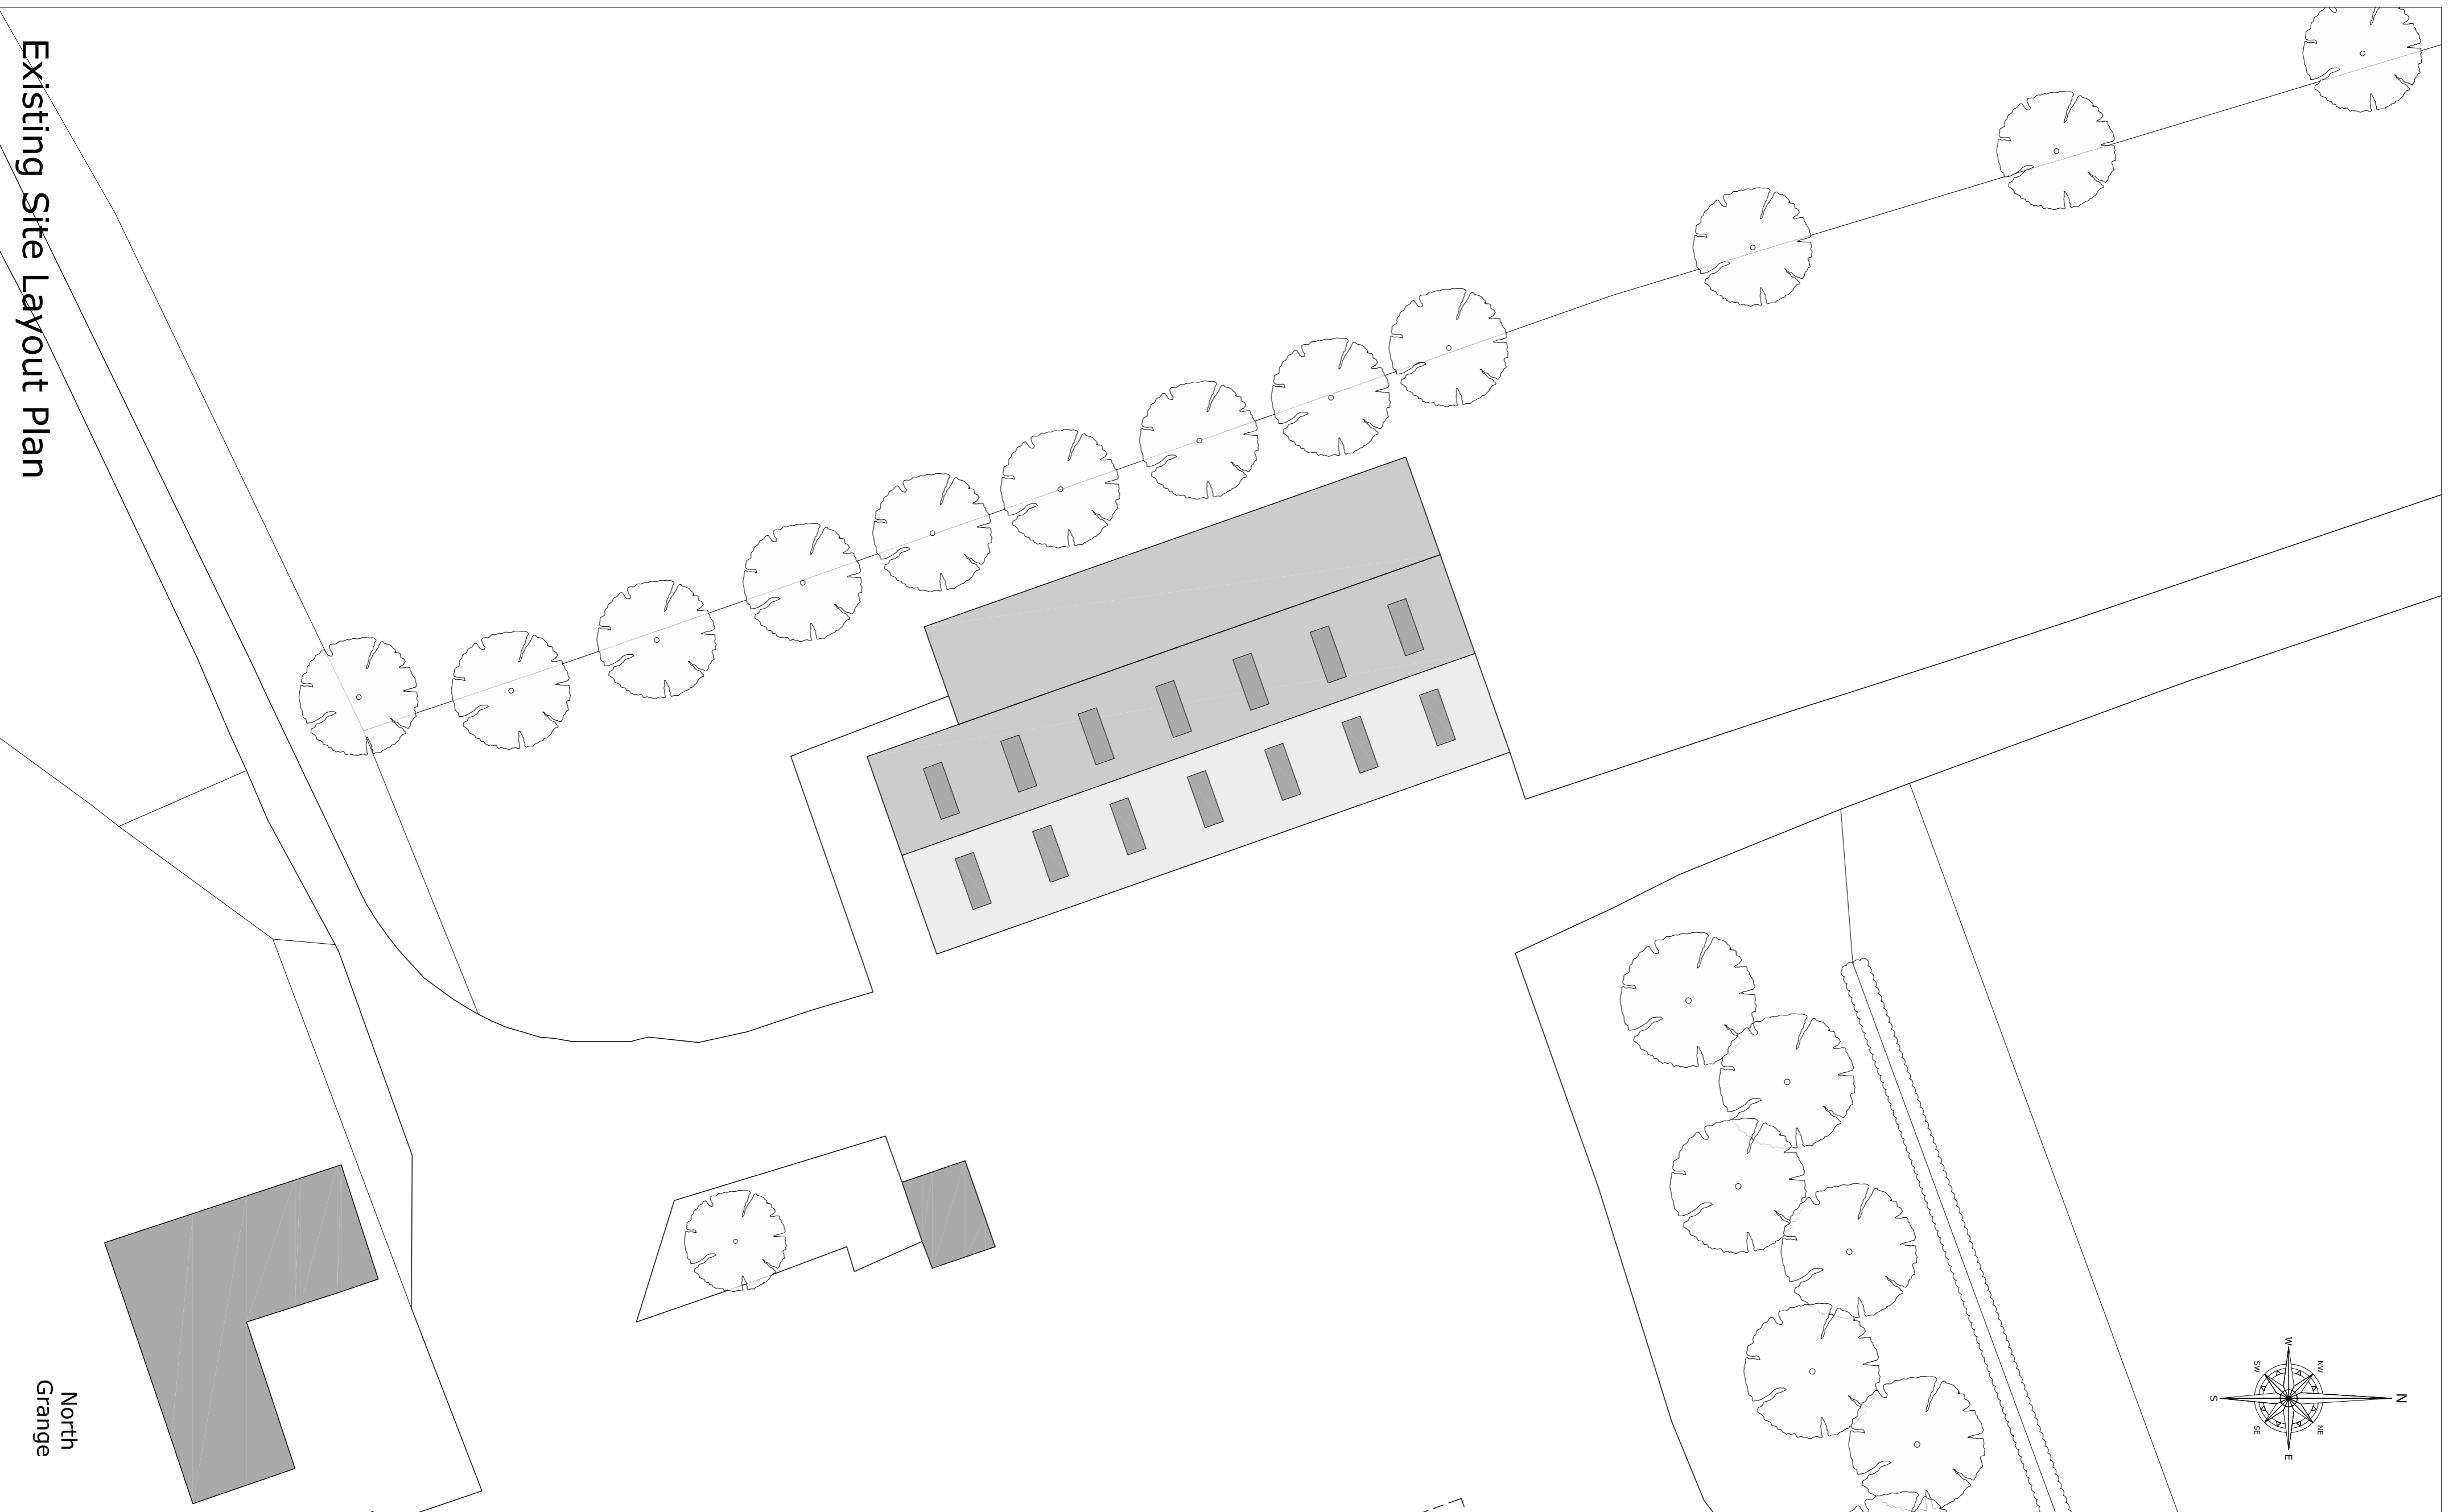 Existing Site Layout Plan
North
Grange
W
NW
N
NE
E
SE
S
SW